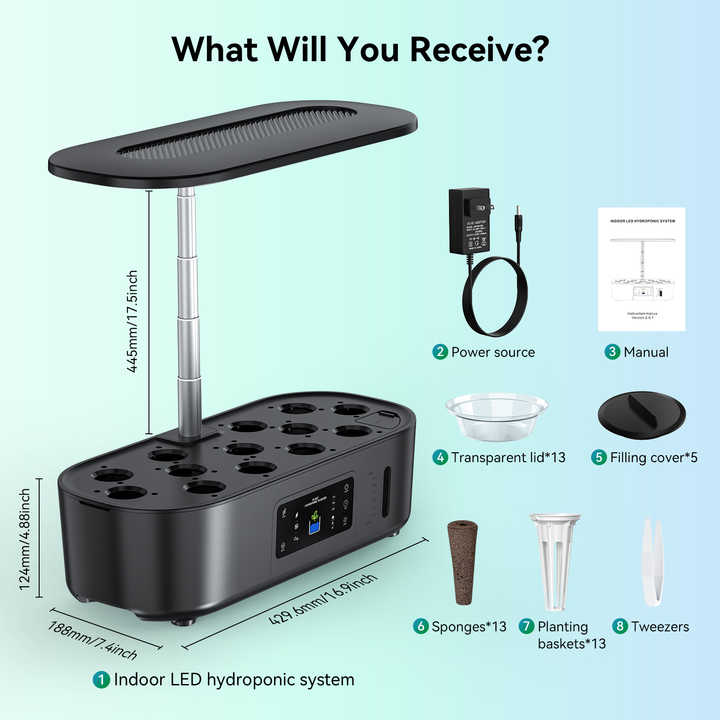 What Will You Receive?
445mm/17.5inch
124mm/4.88inch
188mm/7.4inch
429.6mm/16.9inch
1 Indoor LED hydroponic system
2 Power source
INDOOR LED HYDROPONIC SYSTEM
3 Manual
4 Transparent lid*13
5 Filling cover*5
6 Sponges*13
7 Planting
baskets*13
8 Tweezers